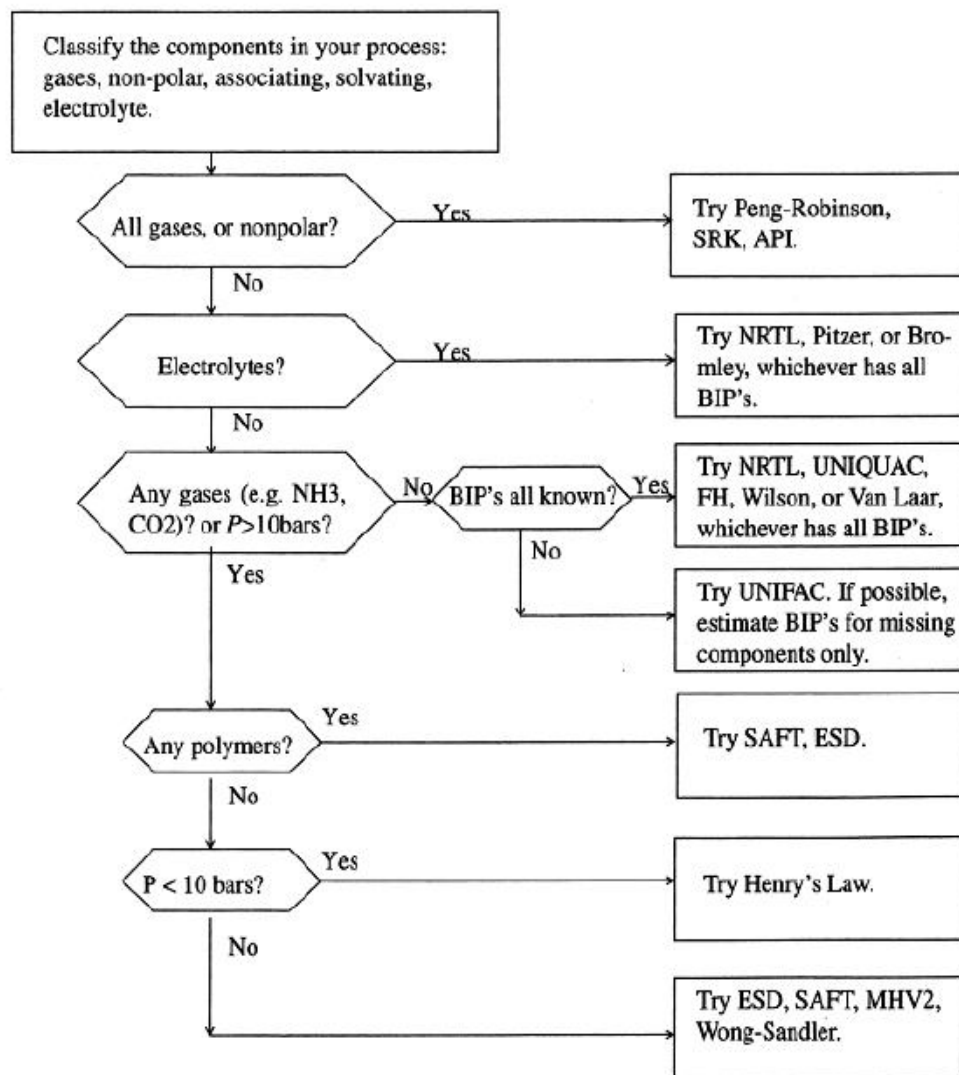 Classify the components in your process:
gases, non-polar, associating, solvating,
electrolyte.
All gases, or nonpolar?
Yes
Try Peng-Robinson,
SRK, API.
No
Electrolytes?
Yes
Try NRTL, Pitzer, or Bro-
mley, whichever has all
BIP's.
No
Any gases (e.g. NH3,
CO2)? or P>10bars?
No
BIP's all known?
Yes
Try NRTL, UNIQUAC,
FH, Wilson, or Van Laar,
whichever has all BIP's.
Yes
No
Try UNIFAC. If possible,
estimate BIP's for missing
components only.
Any polymers?
Yes
Try SAFT, ESD.
No
P < 10 bars?
Yes
Try Henry's Law.
No
Try ESD, SAFT, MHV2,
Wong-Sandler.